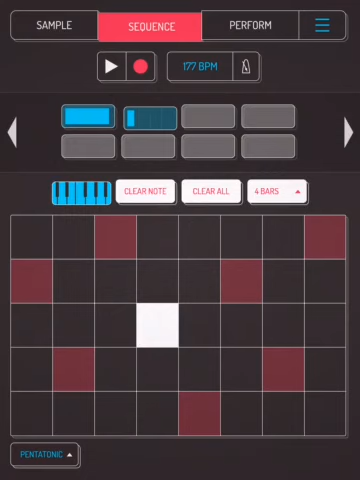 SAMPLE
SEQUENCE
PERFORM
177 BPM
CLEAR NOTE
CLEAR ALL
4 BARS
PENTATONIC